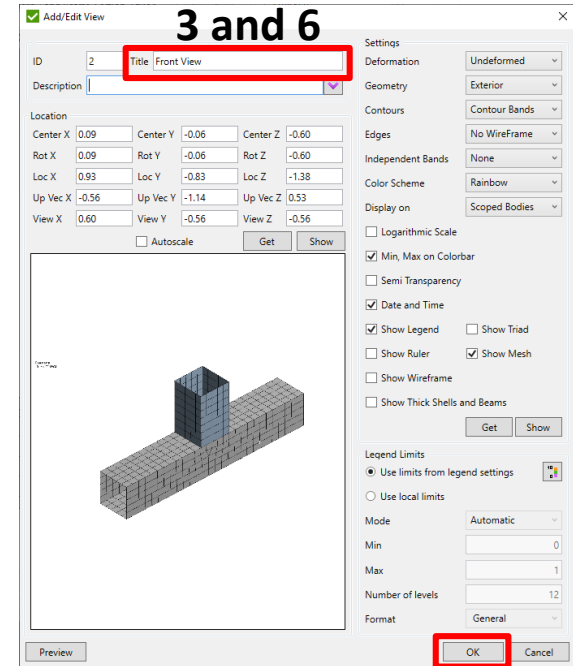 Add/Edit View
3 and 6
ID 2 Title Front View
Description
Location
Center X 0.09 Center Y -0.06 Center Z -0.60
Rot X 0.09 Rot Y -0.06 Rot Z -0.60
Loc X 0.93 Loc Y -0.83 Loc Z -1.38
Up Vec X -0.56 Up Vec Y -1.14 Up Vec Z 0.53
View X 0.60 View Y -0.56 View Z -0.56
Autoscale Get Show
Preview
Settings
Deformation Undeformed
Geometry Exterior
Contours Contour Bands
Edges No WireFrame
Independent Bands None
Color Scheme Rainbow
Display on Scoped Bodies
Logarithmic Scale
Min, Max on Colorbar
Semi Transparency
Date and Time
Show Legend Show Triad
Show Ruler Show Mesh
Show Wireframe
Show Thick Shells and Beams
Get Show
Legend Limits
Use limits from legend settings
Use local limits
Mode Automatic
Min 0
Max 1
Number of levels 12
Format General
OK Cancel